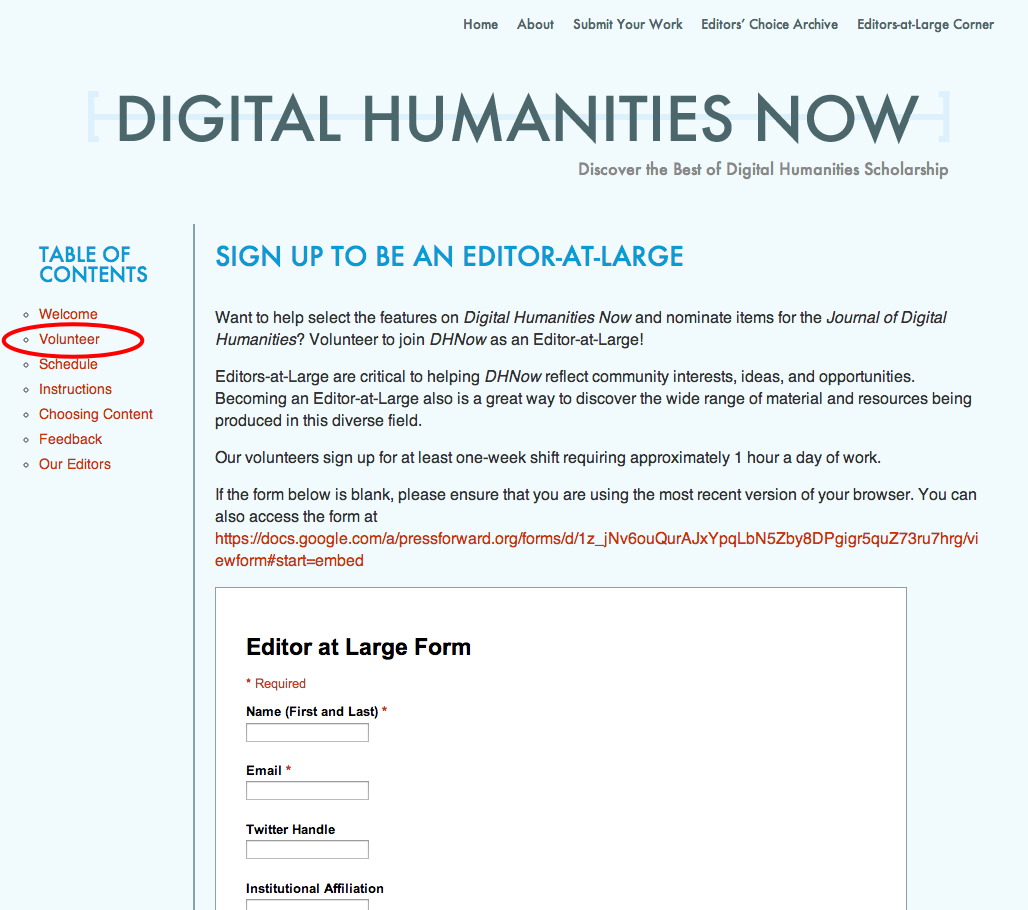 Home About Submit Your Work Editors' Choice Archive Editors-at-Large Corner
[ DIGITAL HUMANITIES NOW ]
Discover the Best of Digital Humanities Scholarship
TABLE OF
CONTENTS
Welcome
Volunteer
Schedule
Instructions
Choosing Content
Feedback
Our Editors
SIGN UP TO BE AN EDITOR-AT-LARGE
Want to help select the features on Digital Humanities Now and nominate items for the Journal of Digital
Humanities? Volunteer to join DHNow as an Editor-at-Large!
Editors-at-Large are critical to helping DHNow reflect community interests, ideas, and opportunities.
Becoming an Editor-at-Large also is a great way to discover the wide range of material and resources being
produced in this diverse field.
Our volunteers sign up for at least one-week shift requiring approximately 1 hour a day of work.
If the form below is blank, please ensure that you are using the most recent version of your browser. You can
also access the form at
https://docs.google.com/a/pressforward.org/forms/d/1z_jNv6ouQurAJxYpqLbN5Zby8DPgigr5quZ73ru7hrg/vi
ewform#start=embed
Editor at Large Form
* Required
Name (First and Last) *
Email *
Twitter Handle
Institutional Affiliation